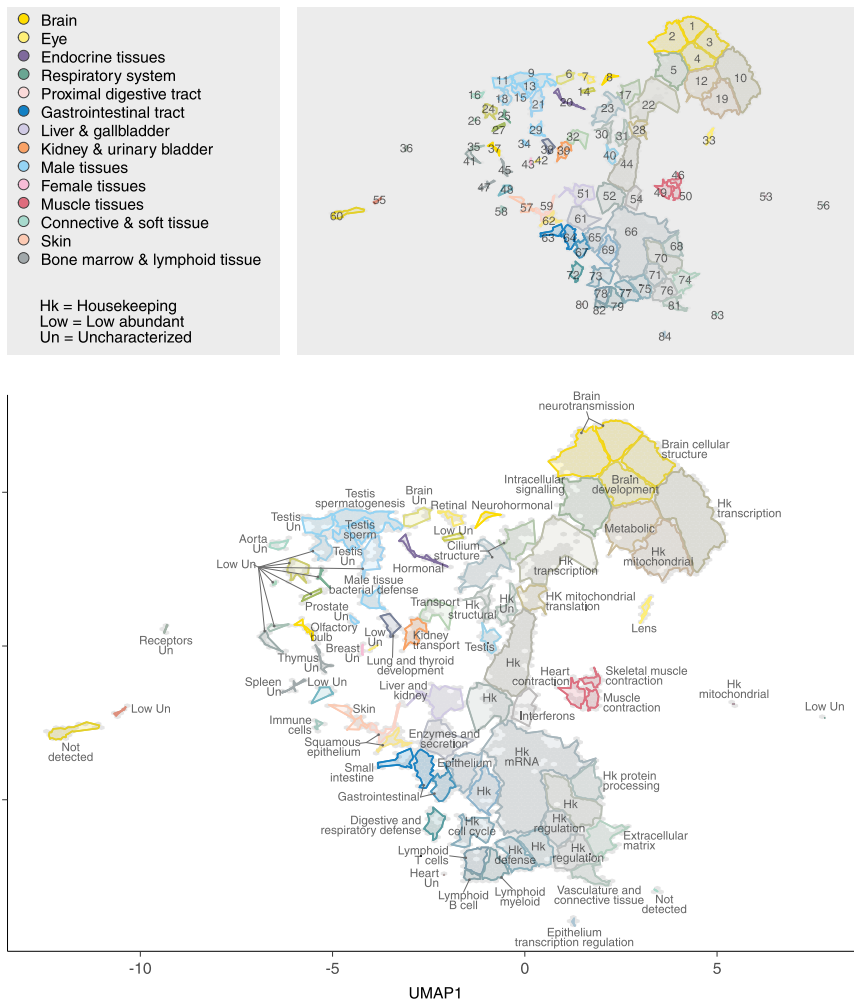 Brain
Eye
Endocrine tissues
Respiratory system
Proximal digestive tract
Gastrointestinal tract
Liver & gallbladder
Kidney & urinary bladder
Male tissues
Female tissues
Muscle tissues
Connective & soft tissue
Skin
Bone marrow & lymphoid tissue
Hk = Housekeeping
Low = Low abundant
Un = Uncharacterized
1
2
3
4
5
12
10
19
9
6
7
8
11
13
14
16
18
15
21
20
17
22
23
24
25
26
27
29
32
30
31
28
33
34
35
37
38
39
42
43
40
41
36
45
44
46
47
48
49
50
51
52
54
53
56
55
60
57
59
58
62
61
63
64
65
66
67
68
69
70
71
72
73
74
75
76
77
78
79
80
81
82
83
84
Brain
neurotransmission
Brain cellular
structure
Intracellular
signalling
Brain
development
Hk
transcription
Metabolic
Hk
mitochondrial
Testis
spermatogenesis
Brain
Un
Retinal
Neurohormonal
Testis
Un
Testis
sperm
Low Un
Aorta
Un
Testis
Un
Cilium
structure
Hk
transcription
Low Un
Hormonal
Male tissue
bacterial defense
Prostate
Un
Transport
Hk
structural
Hk
Un
HK mitochondrial
translation
Lens
Receptors
Un
Olfactory
bulb
Low
Un
Kidney
transport
Testis
Thymus
Un
Breast
Un
Lung and thyroid
development
Hk
Heart
contraction
Skeletal muscle
contraction
Muscle
contraction
Hk
mitochondrial
Low Un
Spleen
Un
Low Un
Liver and
kidney
Hk
Interferons
Low Un
Not
detected
Immune
cells
Skin
Squamous
epithelium
Enzymes and
secretion
Hk
mRNA
Small
intestine
Epithelium
Hk protein
processing
Gastrointestinal
Hk
Hk
Digestive and
respiratory defense
Hk
cell cycle
Hk
regulation
Extracellular
matrix
Lymphoid
T cells
Hk
defense
Hk
Hk
regulation
Heart
Un
Lymphoid
B cell
Lymphoid
myeloid
Vasculature and
connective tissue
Not
detected
Epithelium
transcription regulation
-10
-5
0
5
UMAP1